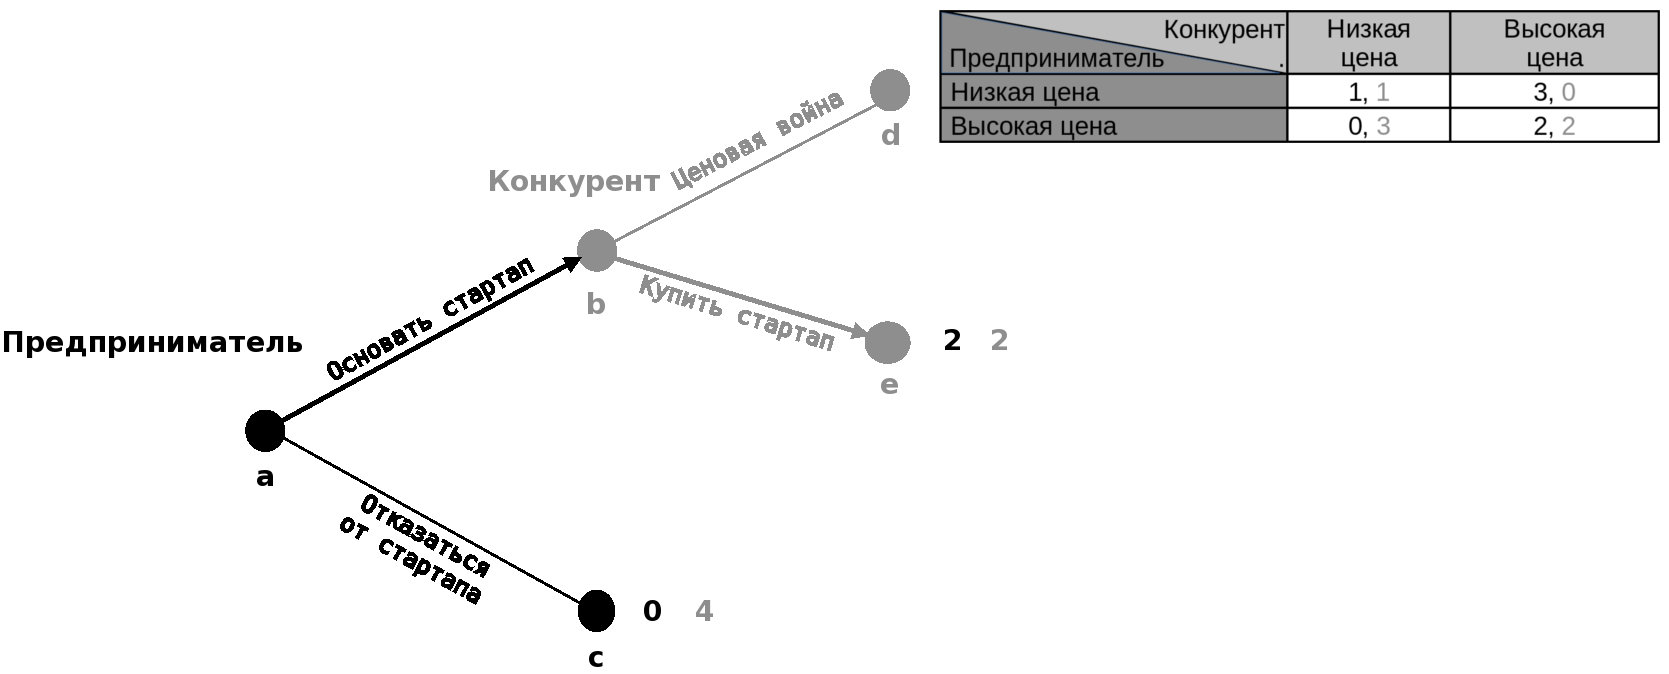 Конкурент
Предприниматель .
Низкая
цена
Высокая
цена
Низкая цена 1, 1 3, 0
Высокая цена 0, 3 2, 2
Ценовая война
d
Конкурент
Основать стартап
b
Купить стартап
e
2 2
Предприниматель
a
Отказаться
от стартапа
0 4
c